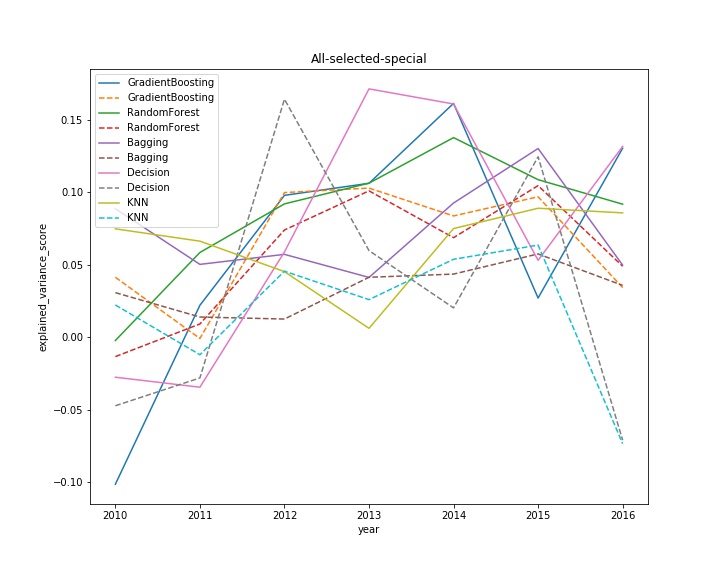 All-selected-special
GradientBoosting
GradientBoosting
RandomForest
RandomForest
Bagging
Bagging
Decision
Decision
KNN
KNN
explained_variance_score
0.15
0.10
0.05
0.00
−0.05
−0.10
2010 2011 2012 2013 2014 2015 2016
year